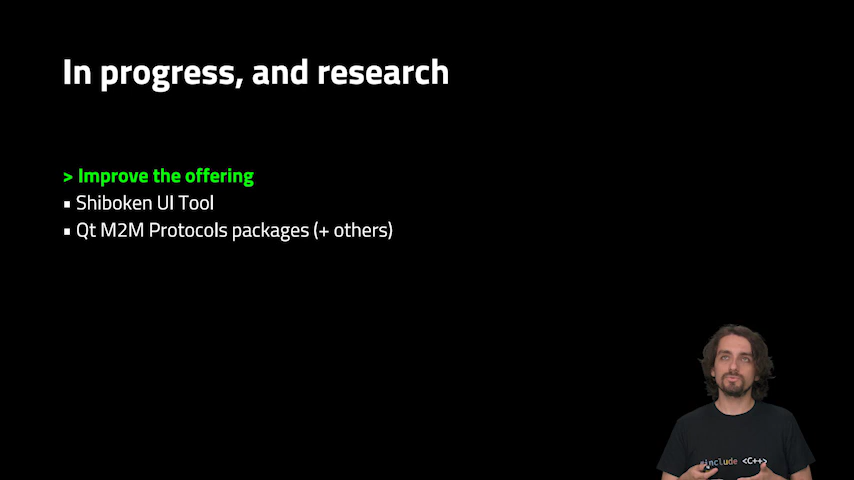 In progress, and research
> Improve the offering
▪ Shiboken UI Tool
▪ Qt M2M Protocols packages (+ others)
#include <C++>